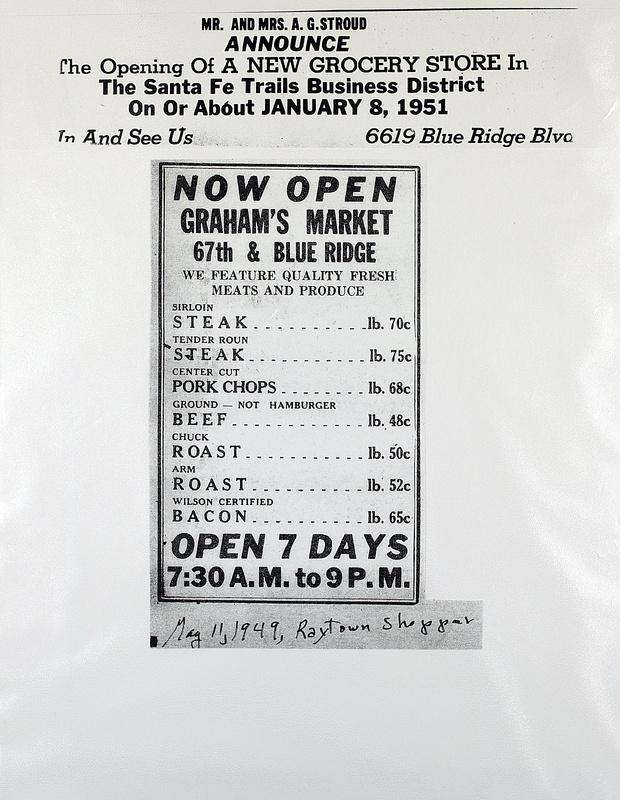 MR. AND MRS. A. G. STROUD
ANNOUNCE
The Opening Of A NEW GROCERY STORE In
The Santa Fe Trails Business District
On Or About JANUARY 8, 1951
In And See Us 6619 Blue Ridge Blvd
NOW OPEN
GRAHAM'S MARKET
67th & BLUE RIDGE
WE FEATURE QUALITY FRESH
MEATS AND PRODUCE
SIRLOIN
STEAK.......... lb. 70c
TENDER ROUN
STEAK.......... lb. 75c
CENTER CUT
PORK CHOPS....... lb. 68c
GROUND — NOT HAMBURGER
BEEF............ lb. 48c
CHUCK
ROAST.......... lb. 50c
ARM
ROAST.......... lb. 52c
WILSON CERTIFIED
BACON.......... lb. 65c
OPEN 7 DAYS
7:30 A.M. to 9 P.M.
May 11, 1949, Raytown Shopper